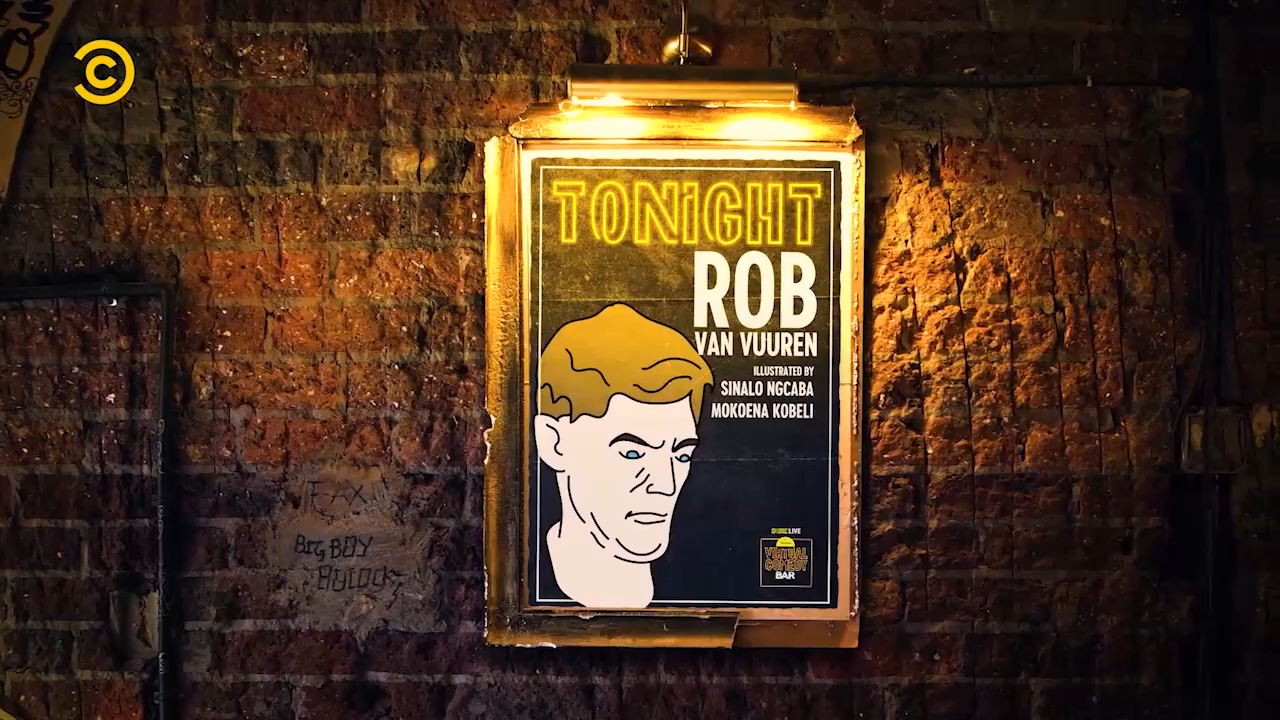 TONIGHT
ROB
VAN VUUREN
ILLUSTRATED BY
SINALO NGCABA
MOKOENA KOBELI
LIVE
VIRTUAL
COMEDY
BAR
BIG BOY